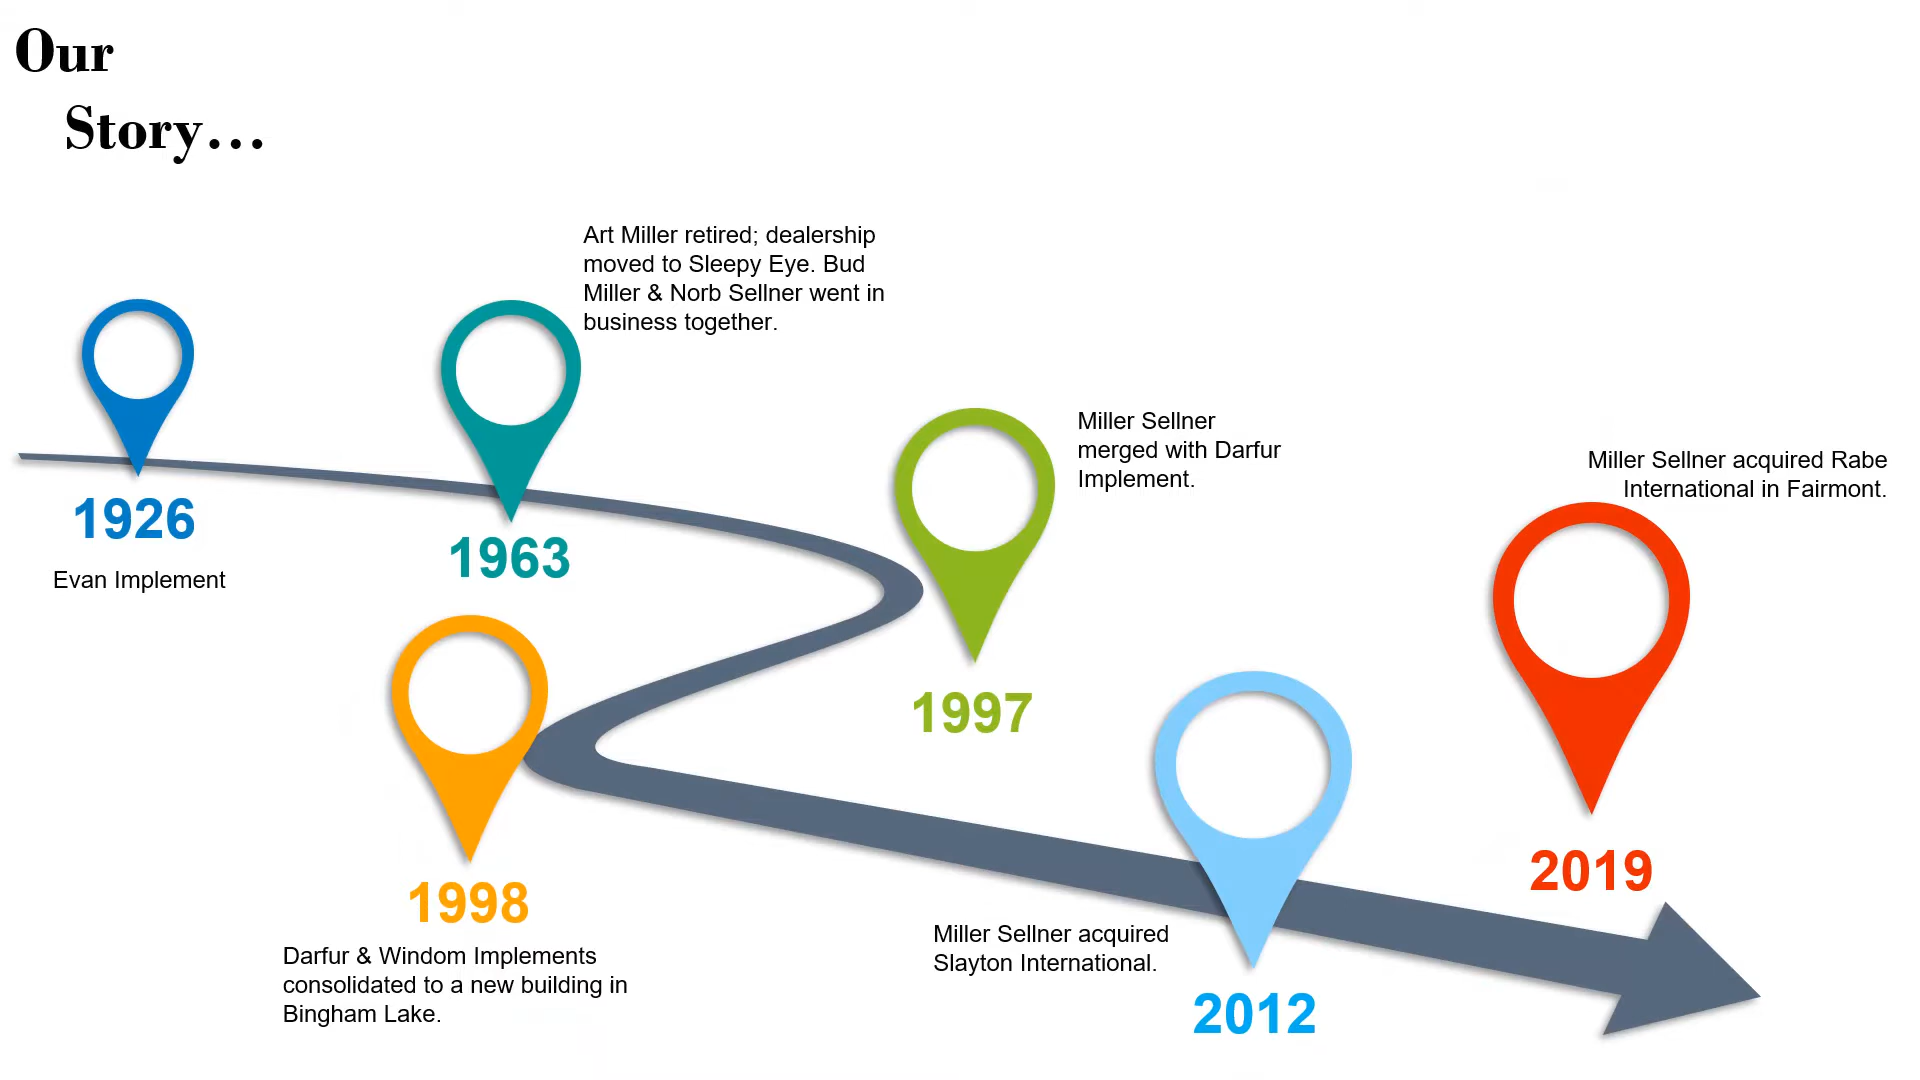 Our
Story...
1926
Evan Implement
Art Miller retired; dealership
moved to Sleepy Eye. Bud
Miller & Norb Sellner went in
business together.
1963
Miller Sellner
merged with Darfur
Implement.
1997
1998
Darfur & Windom Implements
consolidated to a new building in
Bingham Lake.
Miller Sellner acquired
Slayton International.
2012
Miller Sellner acquired Rabe
International in Fairmont.
2019